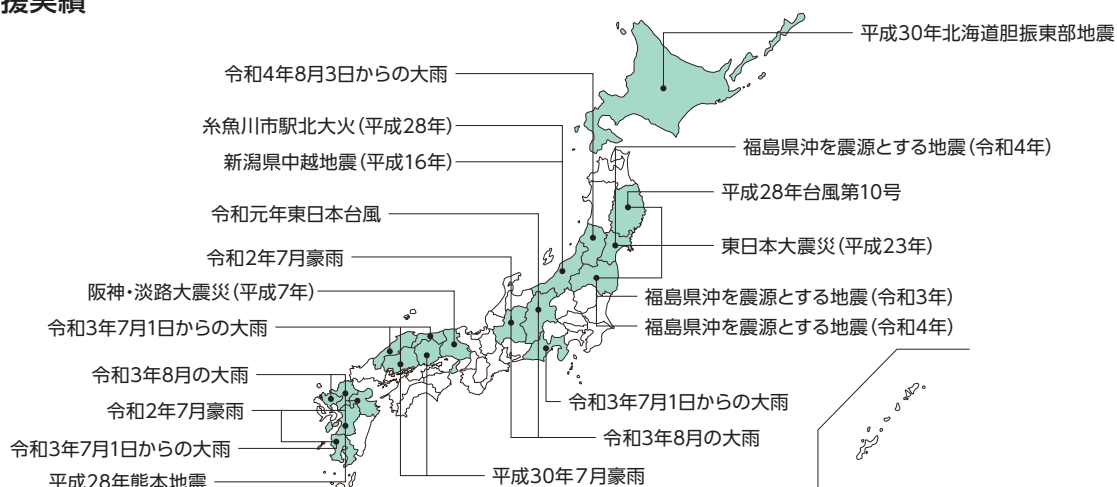 援実績
平成30年北海道胆振東部地震
令和4年8月3日からの大雨
糸魚川市駅北大火(平成28年)
新潟県中越地震(平成16年)
福島県沖を震源とする地震(令和4年)
平成28年台風第10号
令和元年東日本台風
東日本大震災(平成23年)
令和2年7月豪雨
阪神・淡路大震災(平成7年)
福島県沖を震源とする地震(令和3年)
令和3年7月1日からの大雨
福島県沖を震源とする地震(令和4年)
令和3年8月の大雨
令和3年7月1日からの大雨
令和2年7月豪雨
令和3年8月の大雨
令和3年7月1日からの大雨
平成30年7月豪雨
平成28年熊本地震